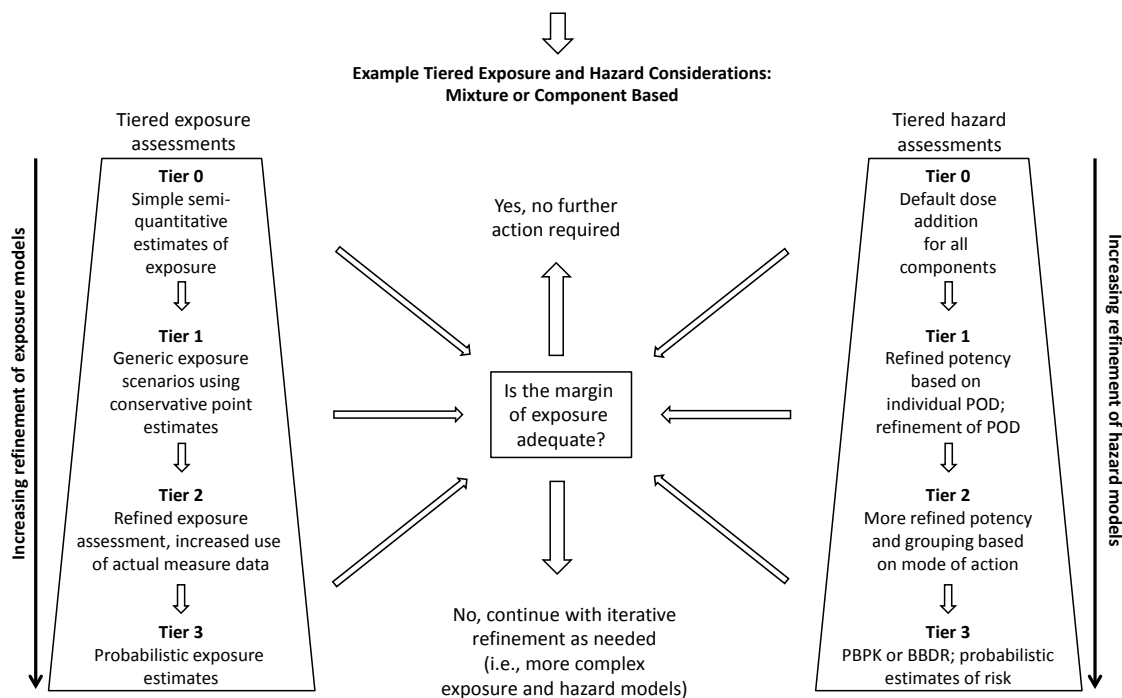 Example Tiered Exposure and Hazard Considerations:
Mixture or Component Based
Tiered exposure
assessments
Increasing refinement of exposure models
Tier 0
Simple semi-
quantitative
estimates of
exposure
Tier 1
Generic exposure
scenarios using
conservative point
estimates
Tier 2
Refined exposure
assessment, increased use
of actual measure data
Tier 3
Probabilistic exposure
estimates
Yes, no further
action required
Is the margin
of exposure
adequate?
No, continue with iterative
refinement as needed
(i.e., more complex
exposure and hazard models)
Tiered hazard
assessments
Tier 0
Default dose
addition
for all
components
Tier 1
Refined potency
based on
individual POD;
refinement of POD
Tier 2
More refined potency
and grouping based
on mode of action
Tier 3
PBPK or BBDR; probabilistic
estimates of risk
Increasing refinement of hazard models